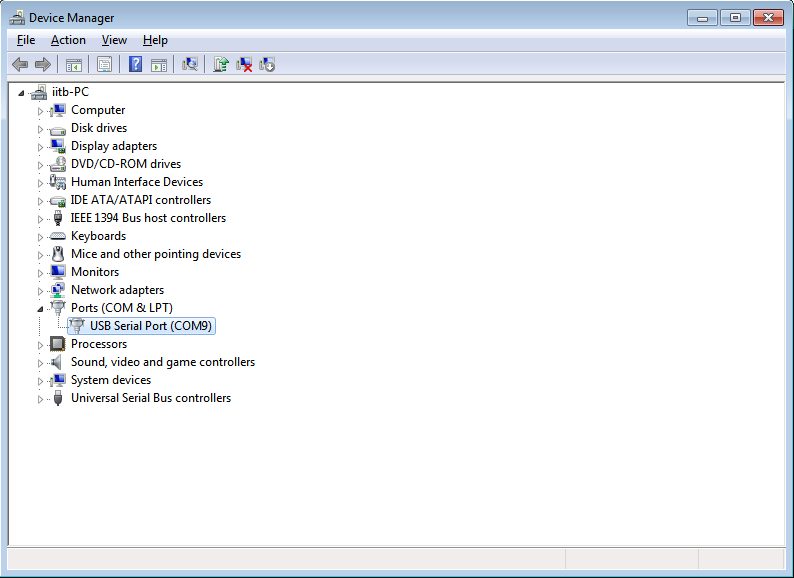 Device Manager
File Action View Help
iitb-PC
Computer
Disk drives
Display adapters
DVD/CD-ROM drives
Human Interface Devices
IDE ATA/ATAPI controllers
IEEE 1394 Bus host controllers
Keyboards
Mice and other pointing devices
Monitors
Network adapters
Ports (COM & LPT)
USB Serial Port (COM9)
Processors
Sound, video and game controllers
System devices
Universal Serial Bus controllers